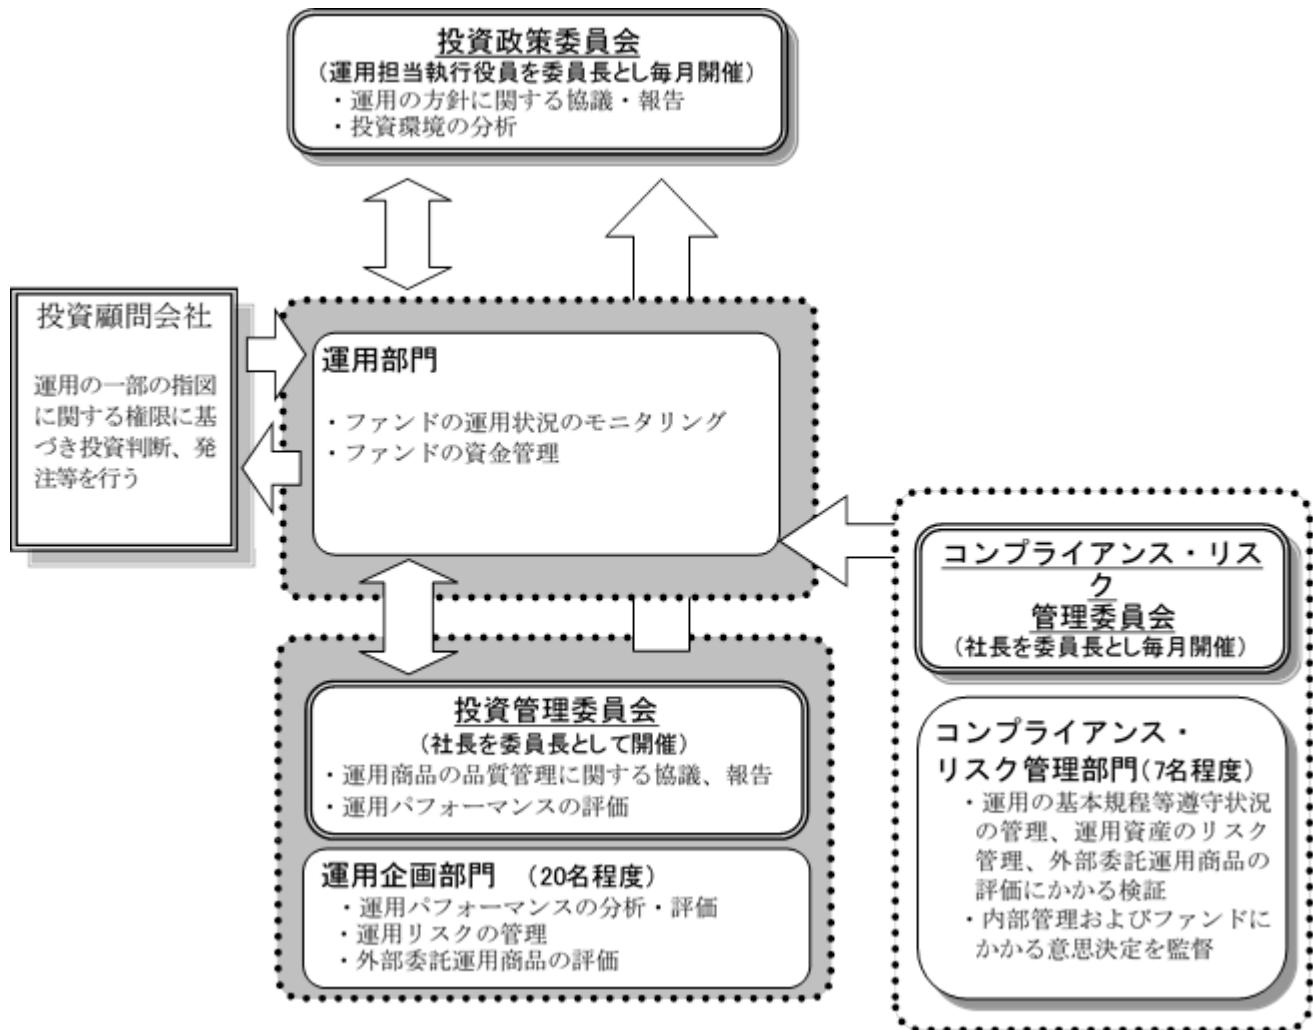 投資政策委員会
（運用担当執行役員を委員長とし毎月開催）
・運用の方針に関する協議・報告
・投資環境の分析
投資顧問会社
運用の一部の指図
に関する権限に基
づき投資判断、発
注等を行う
運用部門
・ファンドの運用状況のモニタリング
・ファンドの資金管理
コンプライアンス・リス
ク
管理委員会
（社長を委員長とし毎月開催）
コンプライアンス・
リスク管理部門（7名程度）
・運用の基本規程等遵守状況
の管理、運用資産のリスク
管理、外部委託運用商品の
評価にかかる検証
・内部管理およびファンドに
かかる意思決定を監督
投資管理委員会
（社長を委員長として開催）
・運用商品の品質管理に関する協議、報告
・運用パフォーマンスの評価
運用企画部門　（20名程度）
・運用パフォーマンスの分析・評価
・運用リスクの管理
・外部委託運用商品の評価